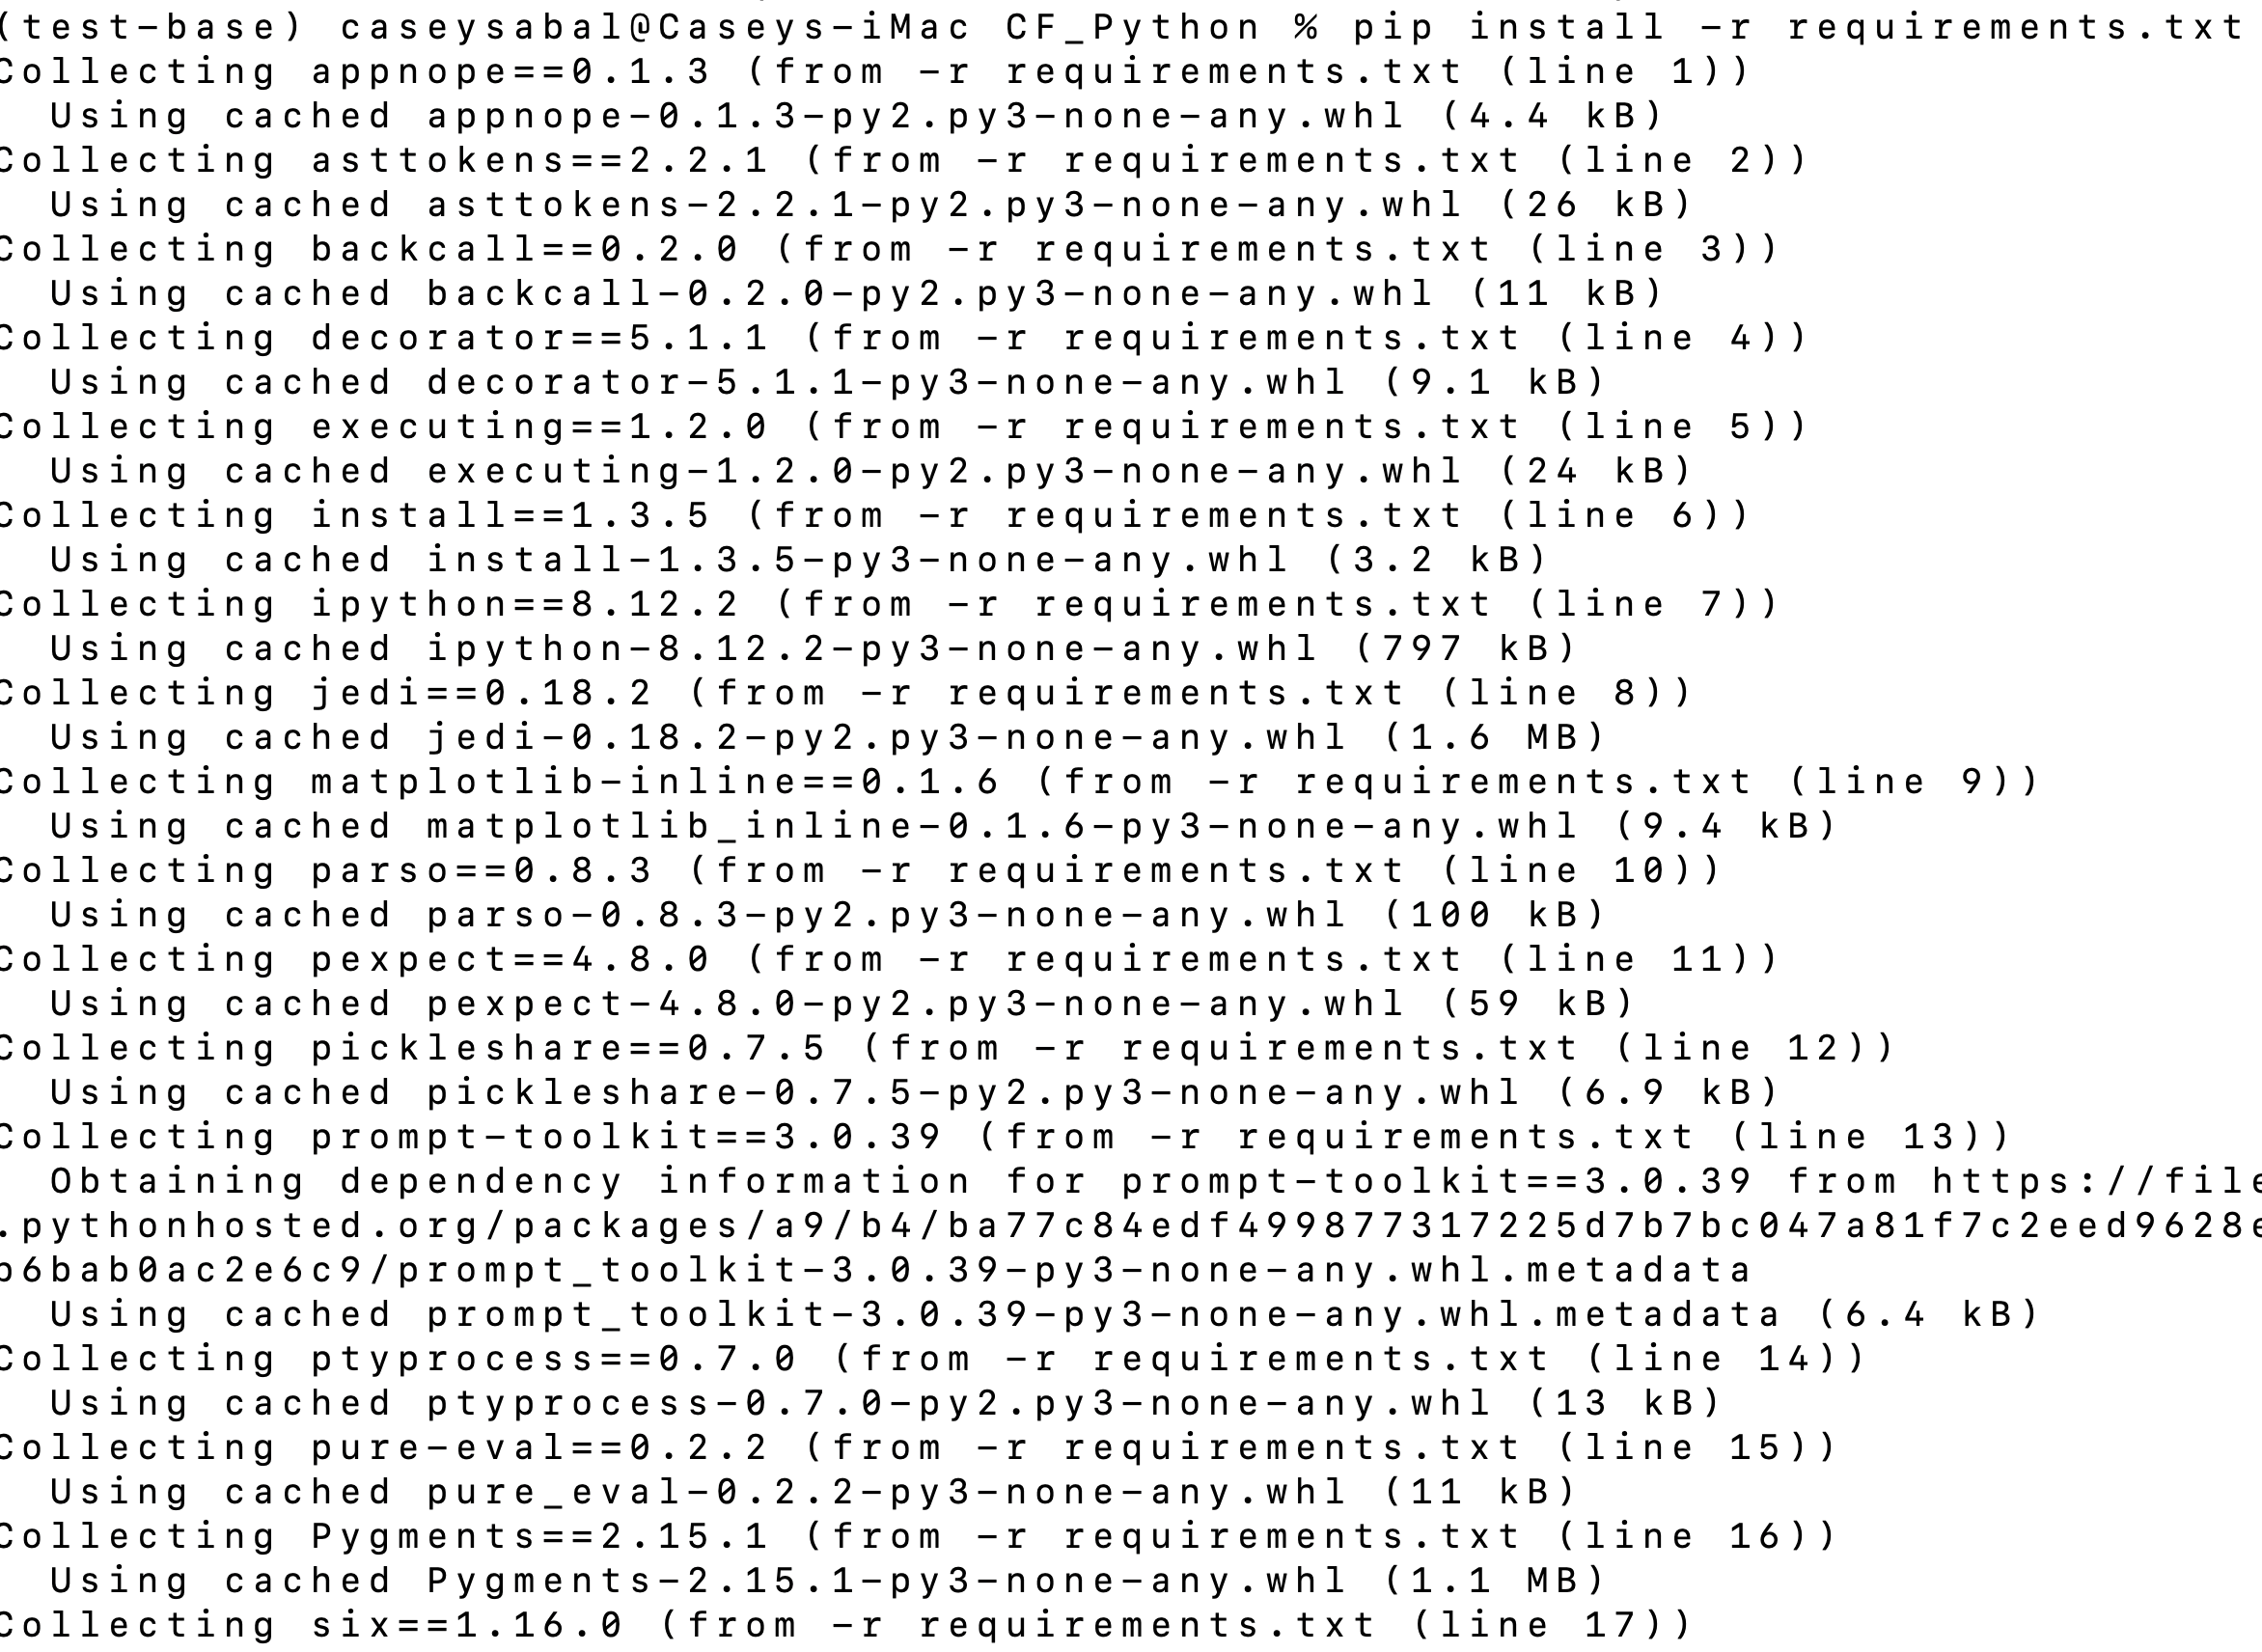 (test-base) caseysabal@Caseys-iMac CF_Python % pip install -r requirements.txt
Collecting appnope==0.1.3 (from -r requirements.txt (line 1))
  Using cached appnope-0.1.3-py2.py3-none-any.whl (4.4 kB)
Collecting asttokens==2.2.1 (from -r requirements.txt (line 2))
  Using cached asttokens-2.2.1-py2.py3-none-any.whl (26 kB)
Collecting backcall==0.2.0 (from -r requirements.txt (line 3))
  Using cached backcall-0.2.0-py2.py3-none-any.whl (11 kB)
Collecting decorator==5.1.1 (from -r requirements.txt (line 4))
  Using cached decorator-5.1.1-py3-none-any.whl (9.1 kB)
Collecting executing==1.2.0 (from -r requirements.txt (line 5))
  Using cached executing-1.2.0-py2.py3-none-any.whl (24 kB)
Collecting install==1.3.5 (from -r requirements.txt (line 6))
  Using cached install-1.3.5-py3-none-any.whl (3.2 kB)
Collecting ipython==8.12.2 (from -r requirements.txt (line 7))
  Using cached ipython-8.12.2-py3-none-any.whl (797 kB)
Collecting jedi==0.18.2 (from -r requirements.txt (line 8))
  Using cached jedi-0.18.2-py2.py3-none-any.whl (1.6 MB)
Collecting matplotlib-inline==0.1.6 (from -r requirements.txt (line 9))
  Using cached matplotlib_inline-0.1.6-py3-none-any.whl (9.4 kB)
Collecting parso==0.8.3 (from -r requirements.txt (line 10))
  Using cached parso-0.8.3-py2.py3-none-any.whl (100 kB)
Collecting pexpect==4.8.0 (from -r requirements.txt (line 11))
  Using cached pexpect-4.8.0-py2.py3-none-any.whl (59 kB)
Collecting pickleshare==0.7.5 (from -r requirements.txt (line 12))
  Using cached pickleshare-0.7.5-py2.py3-none-any.whl (6.9 kB)
Collecting prompt-toolkit==3.0.39 (from -r requirements.txt (line 13))
  Obtaining dependency information for prompt-toolkit==3.0.39 from https://file
.pythonhosted.org/packages/a9/b4/ba77c84edf499877317225d7b7bc047a81f7c2eed9628e
b6bab0ac2e6c9/prompt_toolkit-3.0.39-py3-none-any.whl.metadata
  Using cached prompt_toolkit-3.0.39-py3-none-any.whl.metadata (6.4 kB)
Collecting ptyprocess==0.7.0 (from -r requirements.txt (line 14))
  Using cached ptyprocess-0.7.0-py2.py3-none-any.whl (13 kB)
Collecting pure-eval==0.2.2 (from -r requirements.txt (line 15))
  Using cached pure_eval-0.2.2-py3-none-any.whl (11 kB)
Collecting Pygments==2.15.1 (from -r requirements.txt (line 16))
  Using cached Pygments-2.15.1-py3-none-any.whl (1.1 MB)
Collecting six==1.16.0 (from -r requirements.txt (line 17))